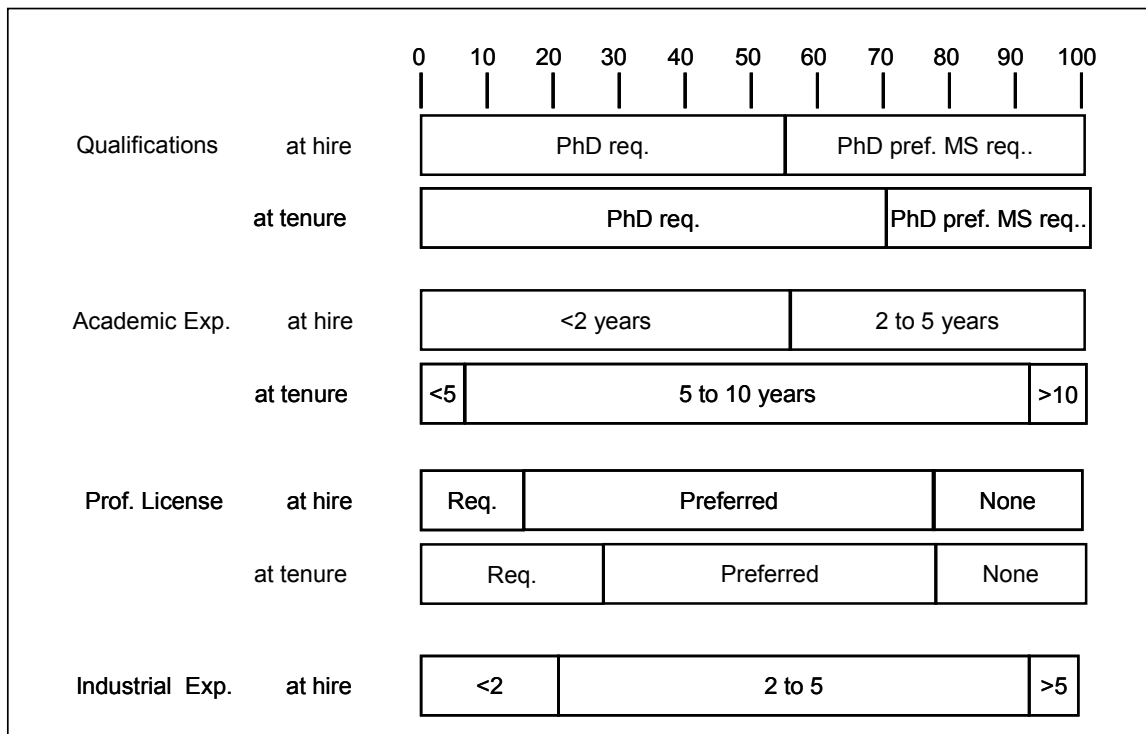 0 10 20 30 40 50 60 70 80 90 100
Qualifications at hire PhD req. PhD pref. MS req..
at tenure PhD req. PhD pref. MS req..
Academic Exp. at hire <2 years 2 to 5 years
at tenure <5 5 to 10 years >10
Prof. License at hire Req. Preferred None
at tenure Req. Preferred None
Industrial Exp. at hire <2 2 to 5 >5